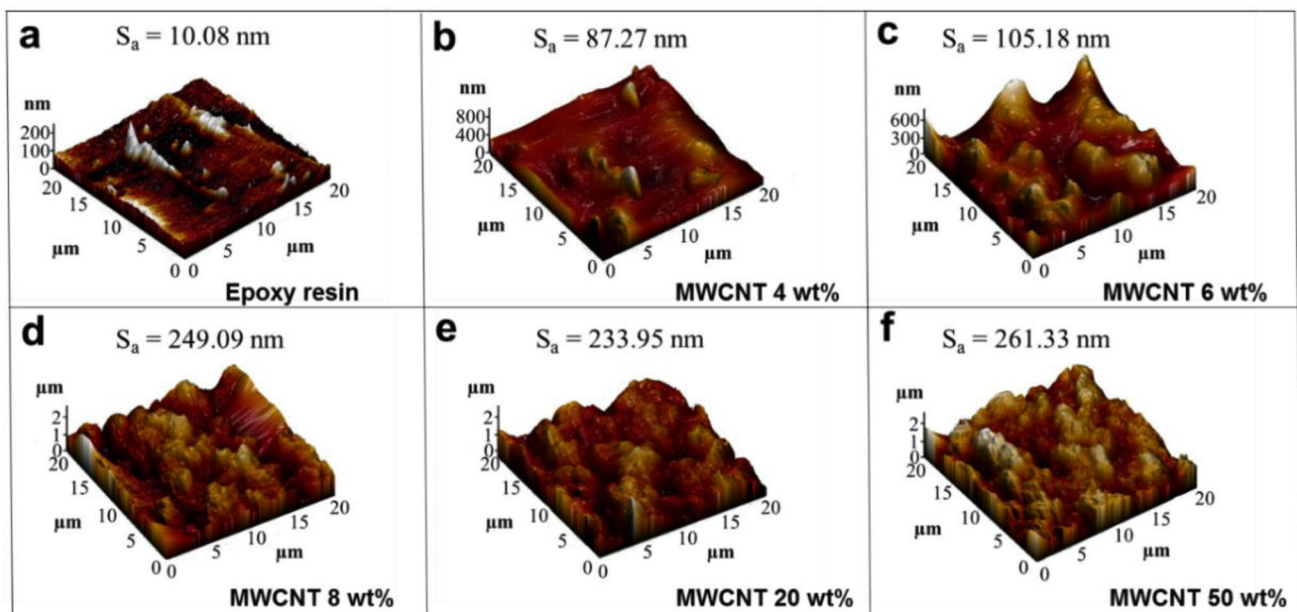 a
Sa = 10.08 nm
nm
200
100
0
20
15
10
5
0
µm
0
5
10
15
20
µm
Epoxy resin
b
Sa = 87.27 nm
nm
800
400
0
20
15
10
5
0
µm
0
5
10
15
20
µm
MWCNT 4 wt%
c
Sa = 105.18 nm
nm
600
300
0
20
15
10
5
0
µm
0
5
10
15
20
µm
MWCNT 6 wt%
d
Sa = 249.09 nm
µm
2
1
0
20
15
10
5
0
µm
0
5
10
15
20
µm
MWCNT 8 wt%
e
Sa = 233.95 nm
µm
2
1
0
20
15
10
5
0
µm
0
5
10
15
20
µm
MWCNT 20 wt%
f
Sa = 261.33 nm
µm
2
1
0
20
15
10
5
0
µm
0
5
10
15
20
µm
MWCNT 50 wt%